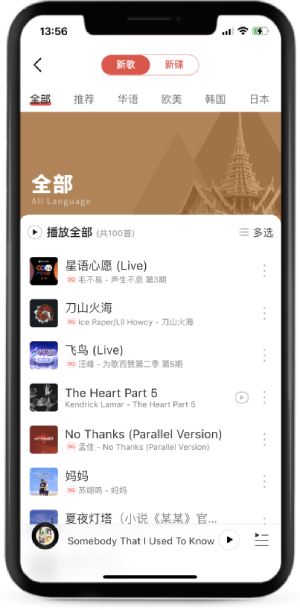 13:56
新歌 新碟
全部 推荐 华语 欧美 韩国 日本
全部
All Language
播放全部 (共100首) 多选
星语心愿 (Live)
SQ 毛不易 - 声生不息 第3期
刀山火海
SQ Ice Paper/Lil Howcy - 刀山火海
飞鸟 (Live)
SQ 汪峰 - 为歌而赞第二季 第5期
The Heart Part 5
Kendrick Lamar - The Heart Part 5
No Thanks (Parallel Version)
SQ 孟佳 - No Thanks (Parallel Version)
妈妈
SQ 苏翊鸣 - 妈妈
夏夜灯塔（小说《某某》官...
Somebody That I Used To Know